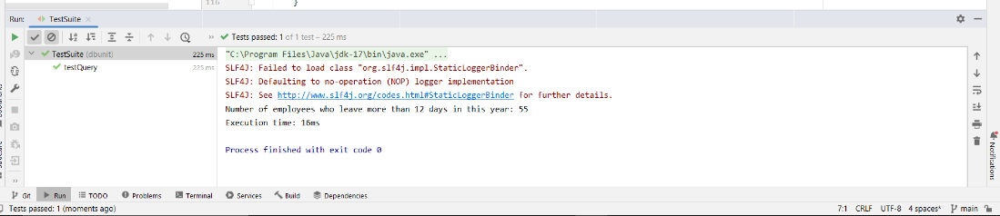 116
}
Run:
TestSuite
Tests passed: 1 of 1 test – 225 ms
TestSuite (dbunit) 225 ms
testQuery 225 ms
"C:\Program Files\Java\jdk-17\bin\java.exe" ...
SLF4J: Failed to load class "org.slf4j.impl.StaticLoggerBinder".
SLF4J: Defaulting to no-operation (NOP) logger implementation
SLF4J: See http://www.slf4j.org/codes.html#StaticLoggerBinder for further details.
Number of employees who leave more than 12 days in this year: 55
Execution time: 16ms
Process finished with exit code 0
Notifications
Git Run TODO Problems Terminal Services Build Dependencies
Tests passed: 1 (moments ago) 7:1 CRLF UTF-8 4 spaces* main